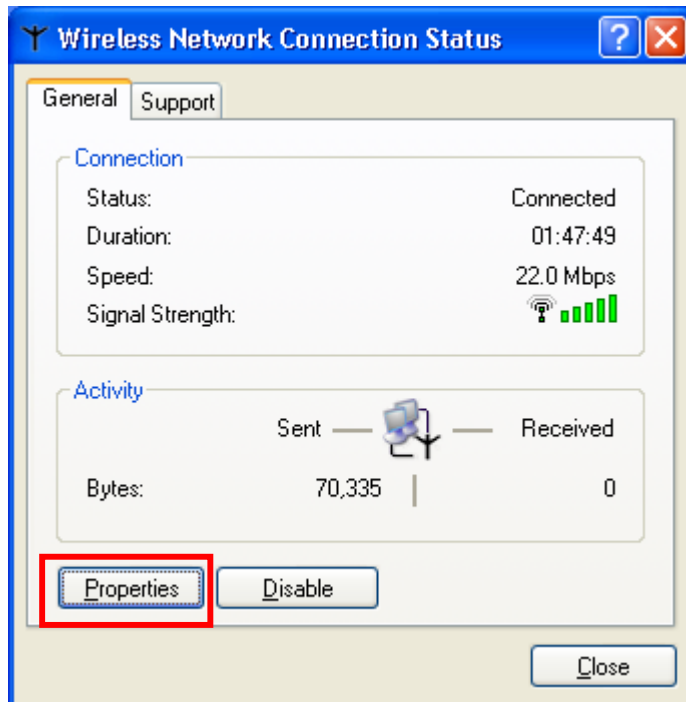 Wireless Network Connection Status
General Support
Connection
Status: Connected
Duration: 01:47:49
Speed: 22.0 Mbps
Signal Strength:
Activity
Sent Received
Bytes: 70,335 0
Properties Disable
Close